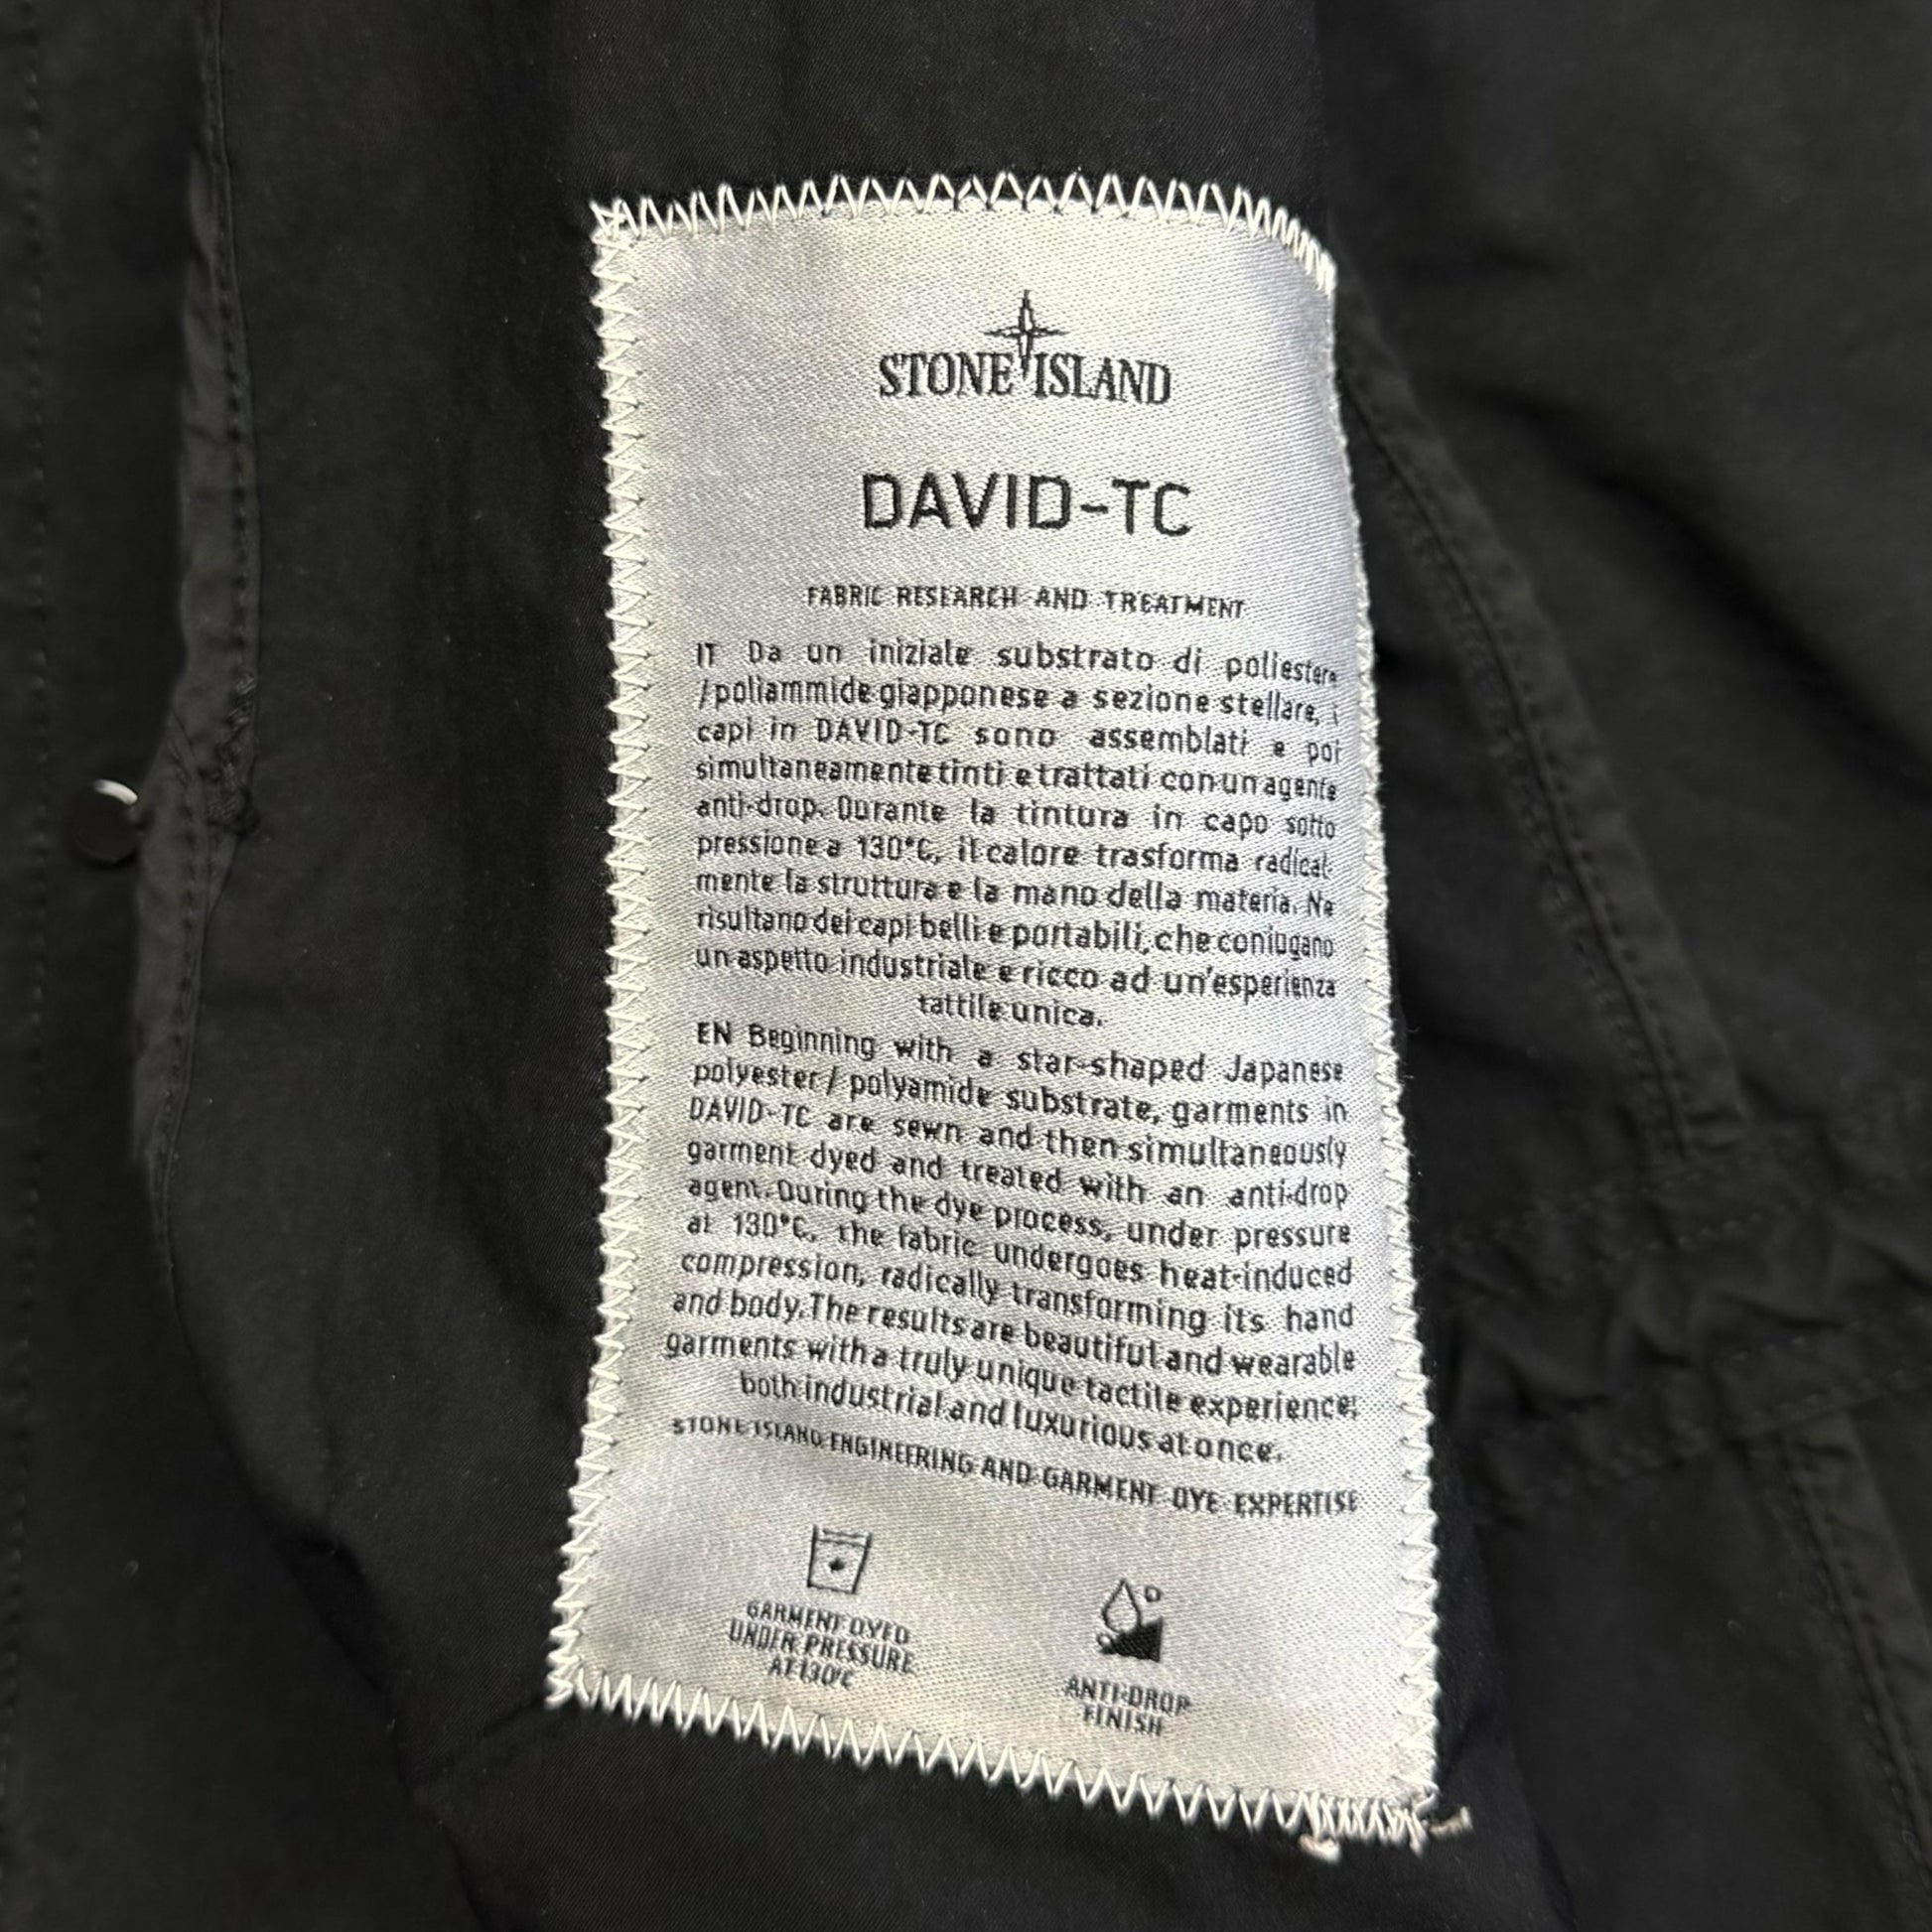 STONE ISLAND
DAVID-TC
FABRIC RESEARCH AND TREATMENT
IT Da un iniziale substrato di poliestere
/poliammide giapponese a sezione stellare, i
capi in DAVID-TC sono assemblati e poi
simultaneamente tinti e trattati con un agente
anti-drop. Durante la tintura in capo sotto
pressione a 130°C, il calore trasforma radical-
mente la struttura e la mano della materia. Ne
risultano dei capi belli e portabili, che coniugano
un aspetto industriale e ricco ad un'esperienza
tattile unica.
EN Beginning with a star-shaped Japanese
polyester / polyamide substrate, garments in
DAVID-TC are sewn and then simultaneously
garment dyed and treated with an anti-drop
agent. During the dye process, under pressure
at 130°C, the fabric undergoes heat-induced
compression, radically transforming its hand
and body. The results are beautiful and wearable
garments with a truly unique tactile experience;
both industrial and luxurious at once.
STONE ISLAND ENGINEERING AND GARMENT DYE EXPERTISE
GARMENT DYED
UNDER PRESSURE
AT 130°C
ANTI-DROP
FINISH